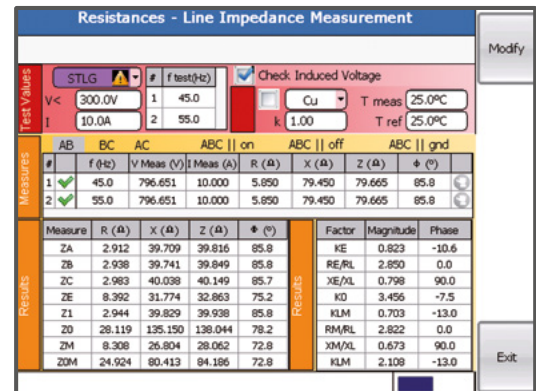 Resistances - Line Impedance Measurement
Modify
Test Values
STLG # f test(Hz) Check Induced Voltage
V< 300.0V 1 45.0 Cu T meas 25.0ºC
I 10.0A 2 55.0 k 1.00 T ref 25.0ºC
Measures
AB BC AC ABC || on ABC || off ABC || gnd
# f (Hz) V Meas (V) I Meas (A) R (Ω) X (Ω) Z (Ω) Φ (º)
1 45.0 796.651 10.000 5.850 79.450 79.665 85.8
2 55.0 796.651 10.000 5.850 79.450 79.665 85.8
Results
Measure R (Ω) X (Ω) Z (Ω) Φ (º)
ZA 2.912 39.709 39.816 85.8
ZB 2.938 39.741 39.849 85.8
ZC 2.983 40.038 40.149 85.7
ZE 8.392 31.774 32.863 75.2
Z1 2.944 39.829 39.938 85.8
Z0 28.119 135.150 138.044 78.2
ZM 8.308 26.804 28.062 72.8
Z0M 24.924 80.413 84.186 72.8
Results
Factor Magnitude Phase
KE 0.823 -10.6
RE/RL 2.850 0.0
XE/XL 0.798 90.0
K0 3.456 -7.5
KLM 0.703 -13.0
RM/RL 2.822 0.0
XM/XL 0.673 90.0
KLM 2.108 -13.0
Exit